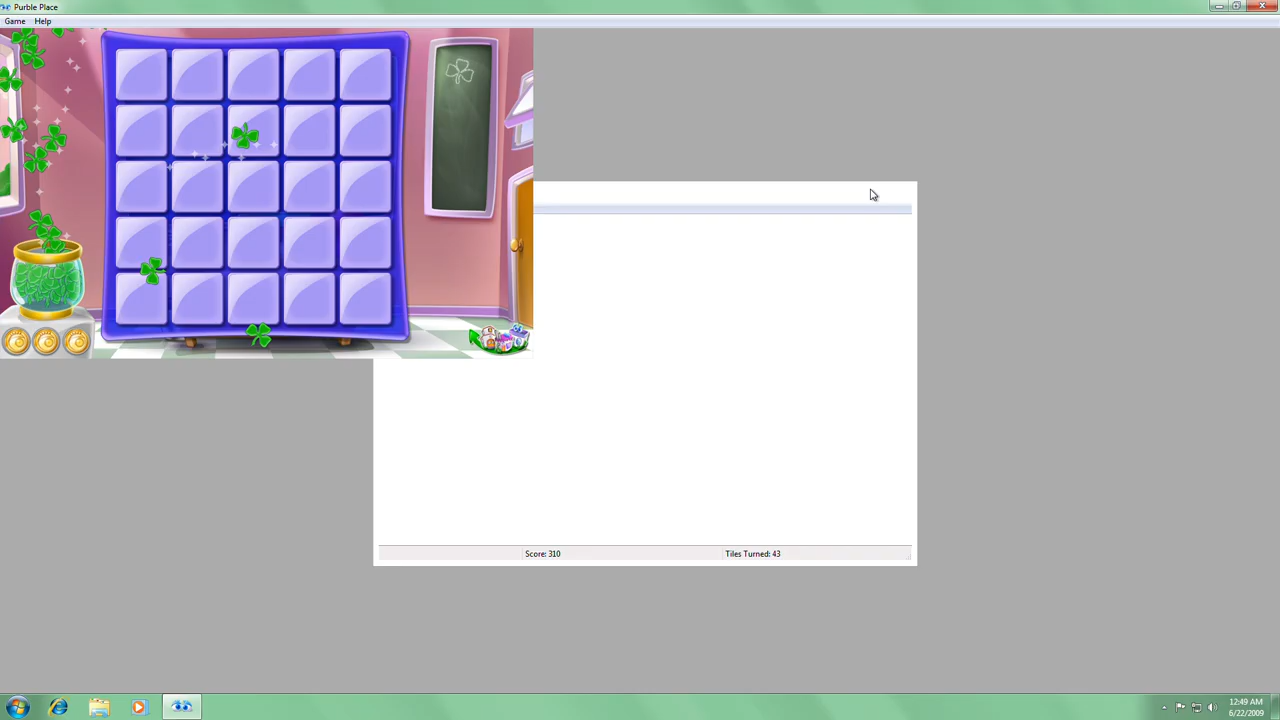 Purble Place
Game Help
Score: 310 Tiles Turned: 43
12:49 AM
6/22/2009